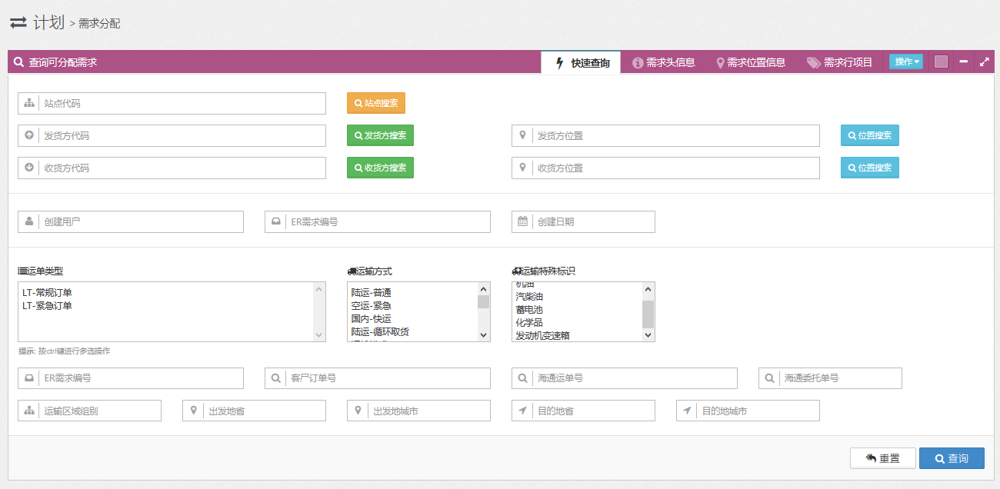 计划 > 需求分配
查询可分配需求 快速查询 需求头信息 需求位置信息 需求行项目 操作
站点代码 站点搜索
发货方代码 发货方搜索 发货方位置 位置搜索
收货方代码 收货方搜索 收货方位置 位置搜索
创建用户 ER需求编号 创建日期
运单类型 运输方式 运输特殊标识
LT-常规订单
LT-紧急订单
陆运-普通
空运-紧急
国内-快运
陆运-循环取货
机油
汽柴油
蓄电池
化学品
发动机变速箱
提示: 按ctrl键进行多选操作
ER需求编号 客户订单号 海通运单号 海通委托单号
运输区域组别 出发地省 出发地城市 目的地省 目的地城市
重置 查询